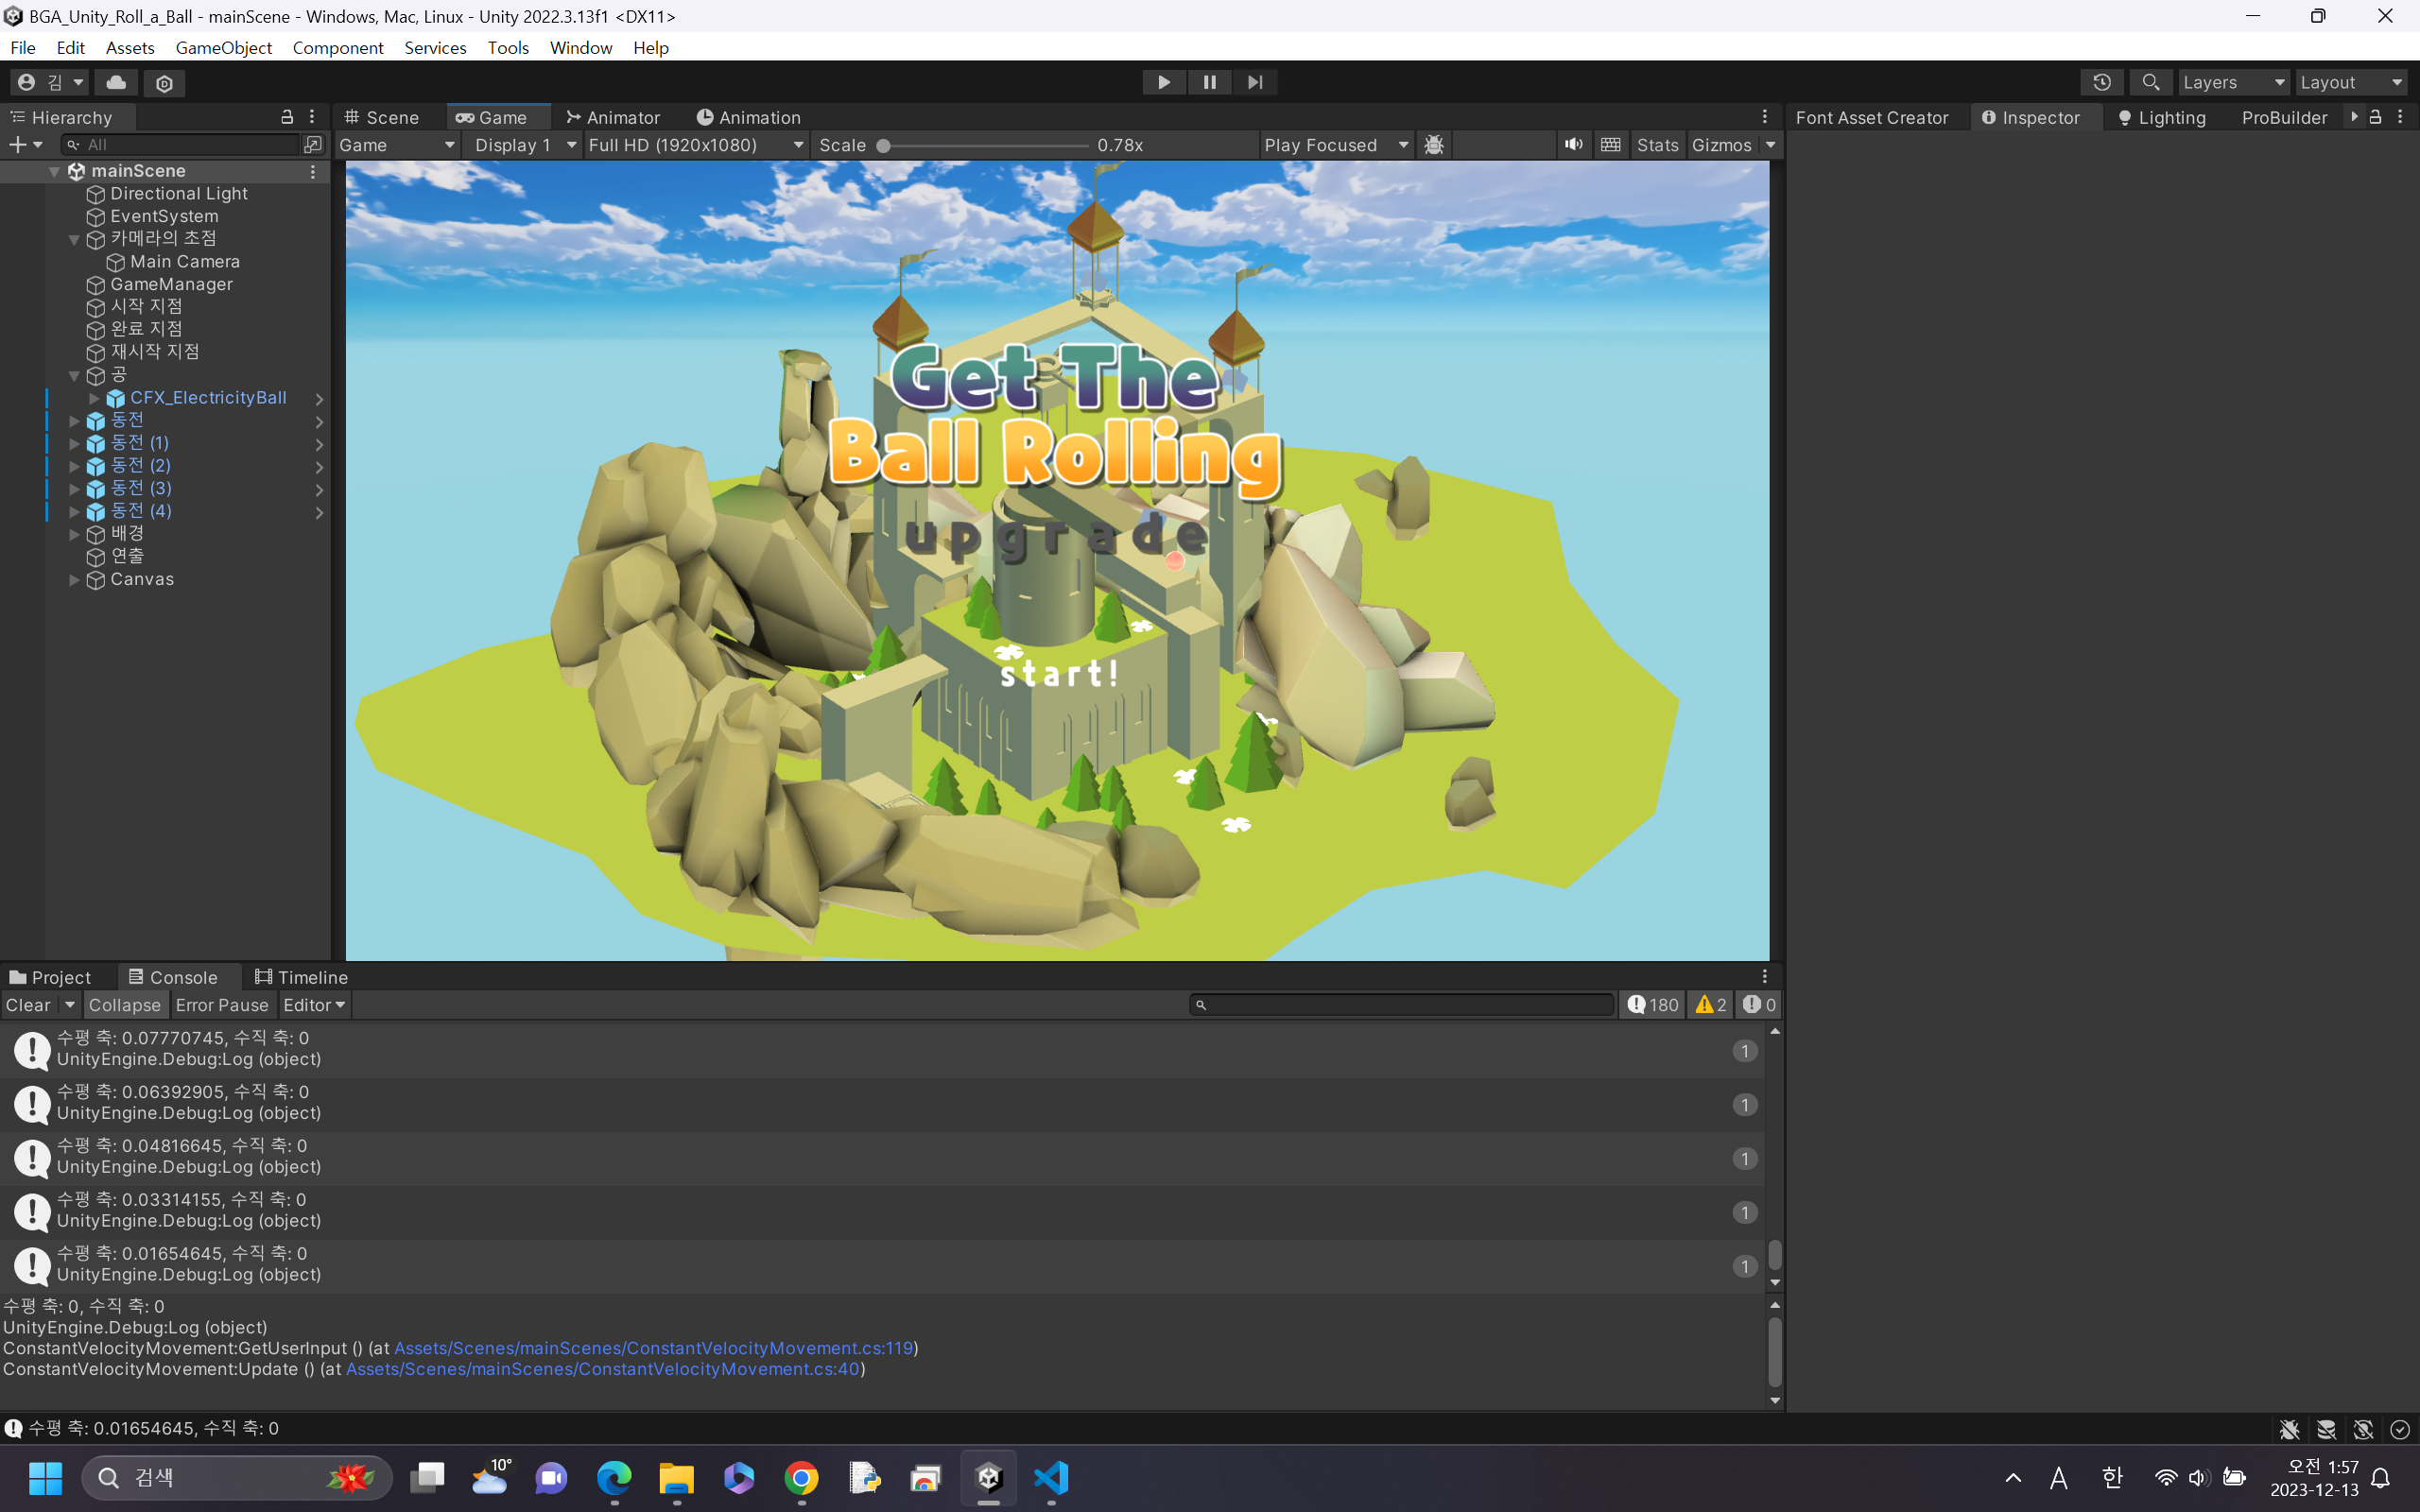 BGA_Unity_Roll_a_Ball - mainScene - Windows, Mac, Linux - Unity 2022.3.13f1 <DX11>
File Edit Assets GameObject Component Services Tools Window Help
김
Layers Layout
Hierarchy
All
mainScene
Directional Light
EventSystem
카메라의 초점
Main Camera
GameManager
시작 지점
완료 지점
재시작 지점
공
CFX_ElectricityBall
동전
동전 (1)
동전 (2)
동전 (3)
동전 (4)
배경
연출
Canvas
Scene Game Animator Animation
Game Display 1 Full HD (1920x1080) Scale 0.78x Play Focused Stats Gizmos
Get The
Ball Rolling
upgrade
start!
Font Asset Creator Inspector Lighting ProBuilder
Project Console Timeline
Clear Collapse Error Pause Editor 180 2 0
수평 축: 0.07770745, 수직 축: 0
UnityEngine.Debug:Log (object)
1
수평 축: 0.06392905, 수직 축: 0
UnityEngine.Debug:Log (object)
1
수평 축: 0.04816645, 수직 축: 0
UnityEngine.Debug:Log (object)
1
수평 축: 0.03314155, 수직 축: 0
UnityEngine.Debug:Log (object)
1
수평 축: 0.01654645, 수직 축: 0
UnityEngine.Debug:Log (object)
1
수평 축: 0, 수직 축: 0
UnityEngine.Debug:Log (object)
ConstantVelocityMovement:GetUserInput () (at Assets/Scenes/mainScenes/ConstantVelocityMovement.cs:119)
ConstantVelocityMovement:Update () (at Assets/Scenes/mainScenes/ConstantVelocityMovement.cs:40)
수평 축: 0.01654645, 수직 축: 0
검색
10°
A 한
오전 1:57
2023-12-13